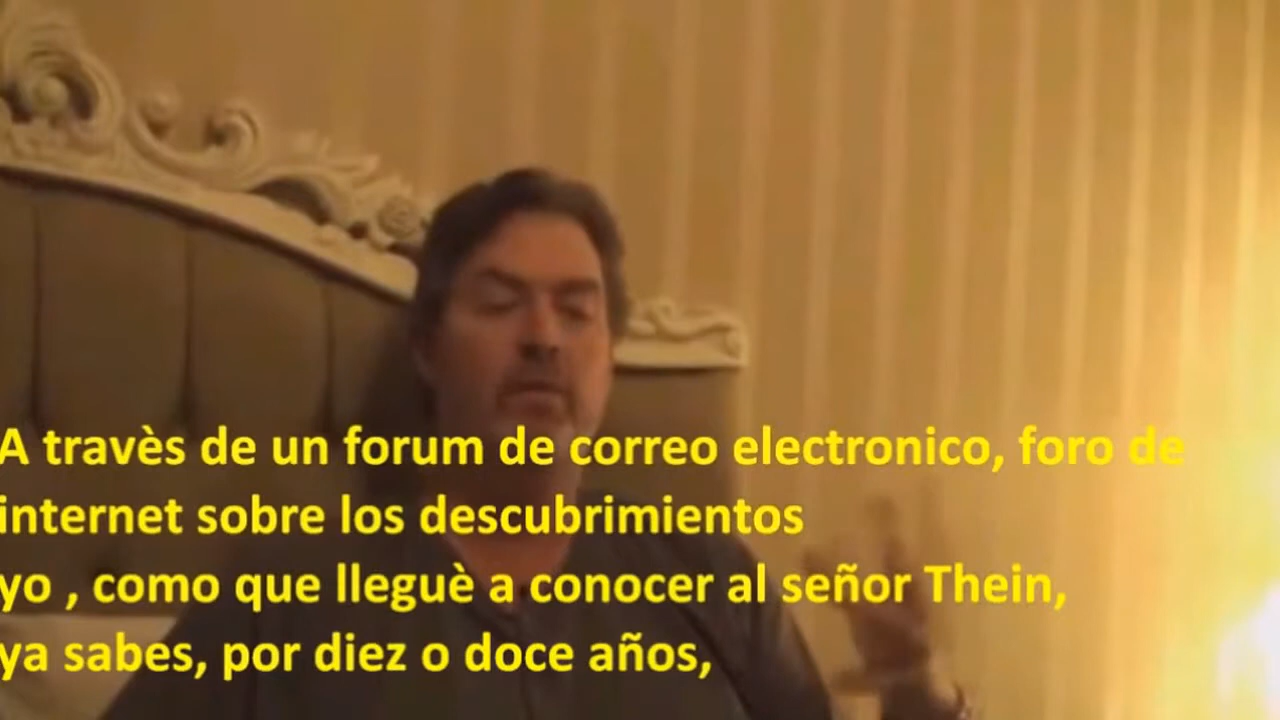 A travès de un forum de correo electronico, foro de
internet sobre los descubrimientos
yo , como que lleguè a conocer al señor Thein,
ya sabes, por diez o doce años,